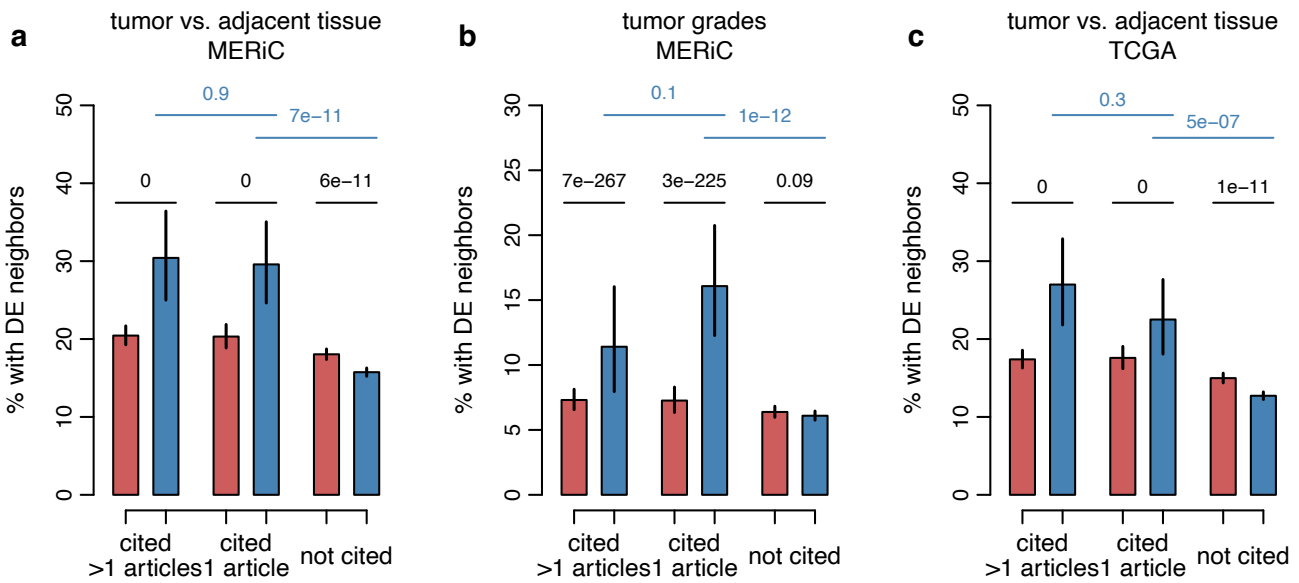 a
tumor vs. adjacent tissue
MERiC
% with DE neighbors
0
10
20
30
40
50
0.9
7e−11
0
0
6e−11
cited
>1 articles
cited
1 article
not cited
b
tumor grades
MERiC
% with DE neighbors
0
5
10
15
20
25
30
0.1
1e−12
7e−267
3e−225
0.09
cited
>1 articles
cited
1 article
not cited
c
tumor vs. adjacent tissue
TCGA
% with DE neighbors
0
10
20
30
40
50
0.3
5e−07
0
0
1e−11
cited
>1 articles
cited
1 article
not cited